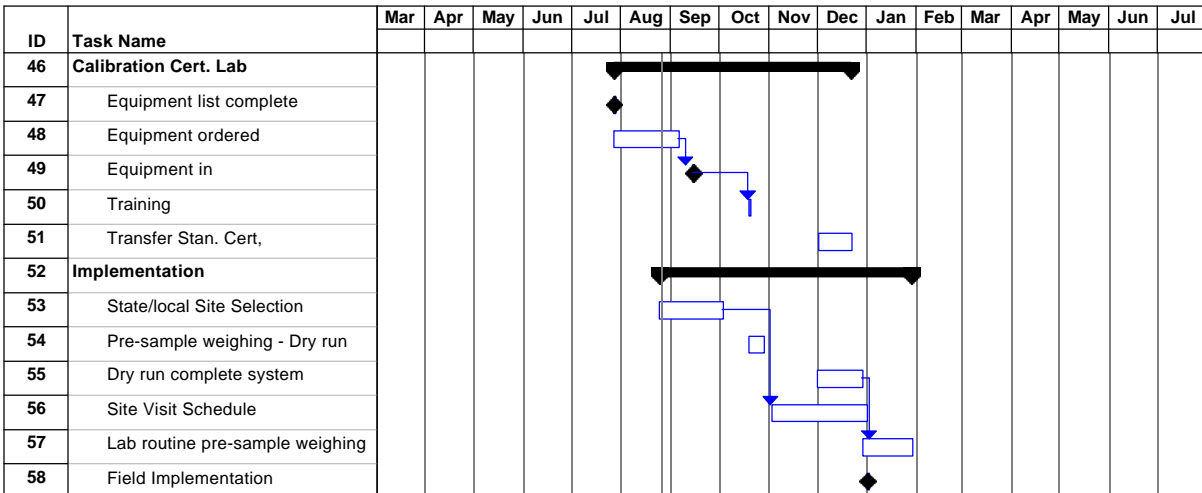 Mar Apr May Jun Jul Aug Sep Oct Nov Dec Jan Feb Mar Apr May Jun Jul
ID Task Name
46 Calibration Cert. Lab
47 Equipment list complete
48 Equipment ordered
49 Equipment in
50 Training
51 Transfer Stan. Cert,
52 Implementation
53 State/local Site Selection
54 Pre-sample weighing - Dry run
55 Dry run complete system
56 Site Visit Schedule
57 Lab routine pre-sample weighing
58 Field Implementation